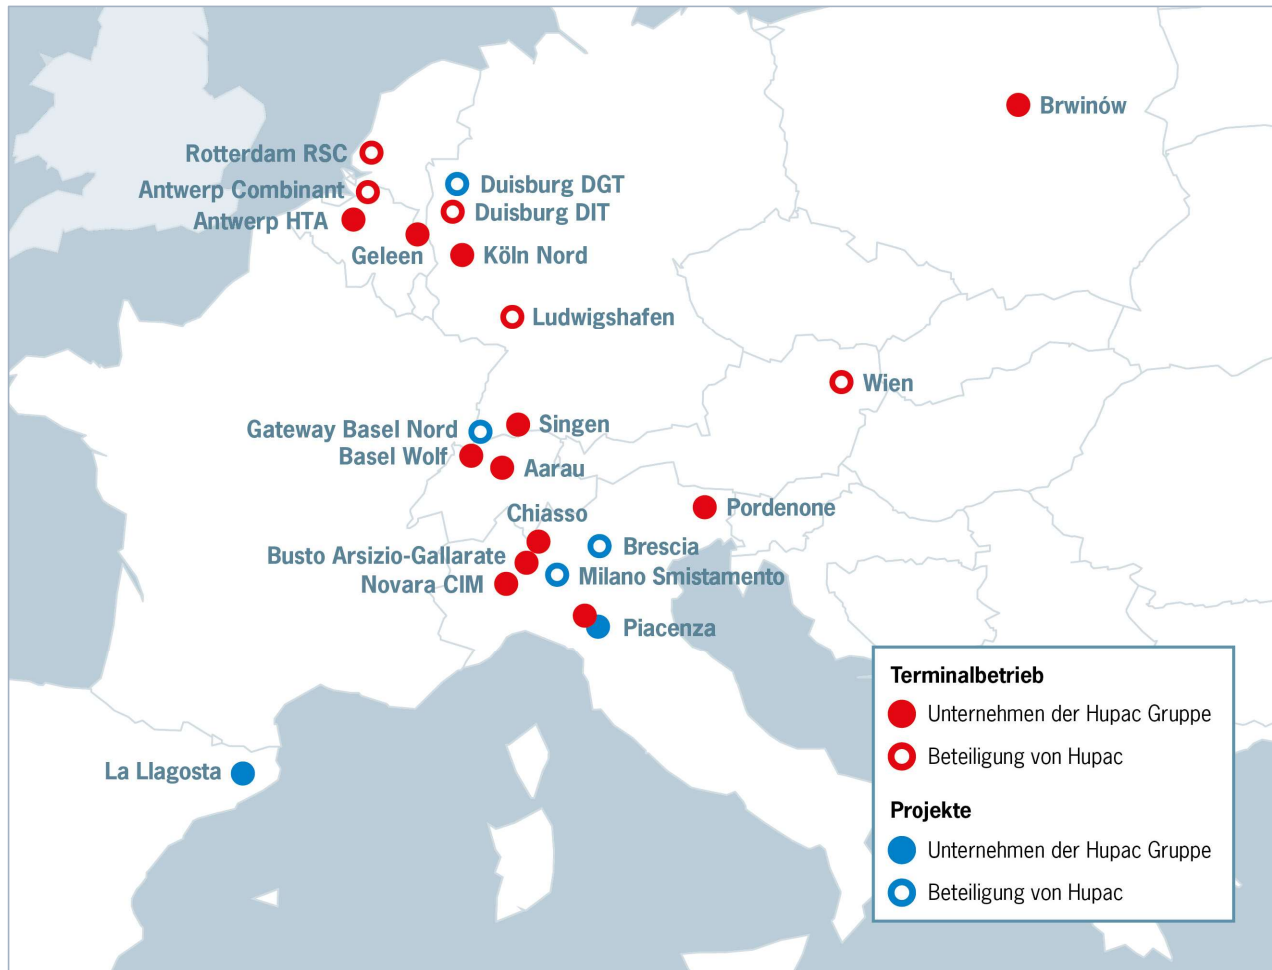 Brwinów
Rotterdam RSC
Antwerp Combinant
Duisburg DGT
Duisburg DIT
Antwerp HTA
Geleen
Köln Nord
Ludwigshafen
Wien
Gateway Basel Nord
Singen
Basel Wolf
Aarau
Chiasso
Pordenone
Busto Arsizio-Gallarate
Brescia
Novara CIM
Milano Smistamento
Piacenza
La Llagosta
Terminalbetrieb
Unternehmen der Hupac Gruppe
Beteiligung von Hupac
Projekte
Unternehmen der Hupac Gruppe
Beteiligung von Hupac